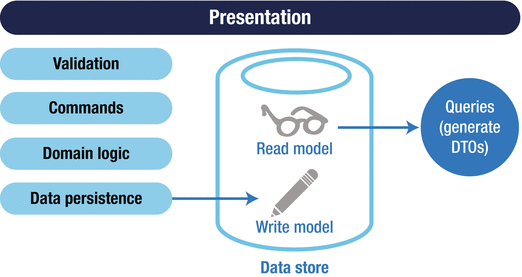 Presentation
Validation
Commands
Domain logic
Data persistence
Read model
Write model
Data store
Queries
(generate
DTOs)